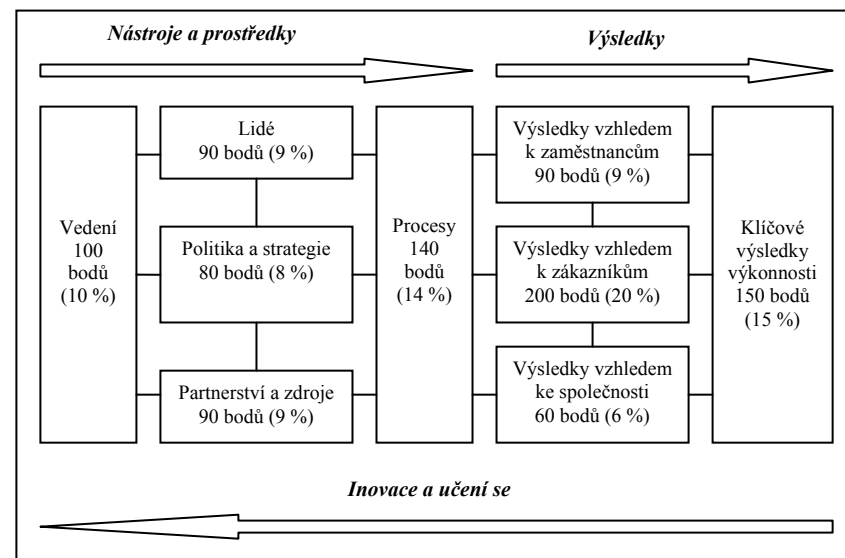 Nástroje a prostředky
Výsledky
Vedení
100
bodů
(10 %)
Lidé
90 bodů (9 %)
Politika a strategie
80 bodů (8 %)
Partnerství a zdroje
90 bodů (9 %)
Procesy
140
bodů
(14 %)
Výsledky vzhledem
k zaměstnancům
90 bodů (9 %)
Výsledky vzhledem
k zákazníkům
200 bodů (20 %)
Výsledky vzhledem
ke společnosti
60 bodů (6 %)
Klíčové
výsledky
výkonnosti
150 bodů
(15 %)
Inovace a učení se